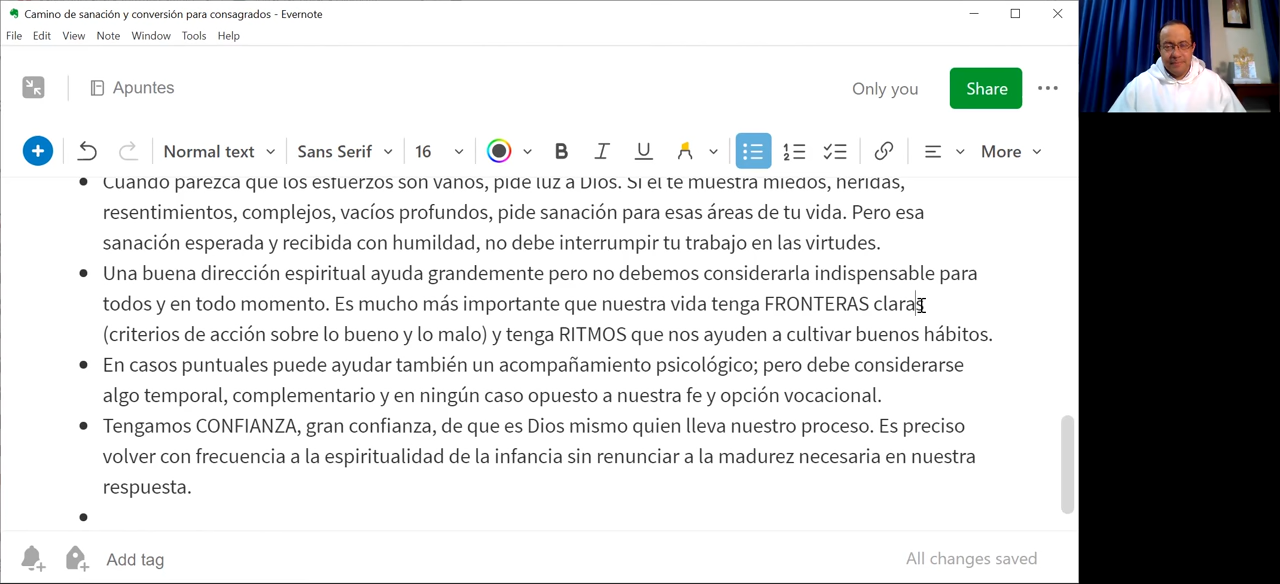 Camino de sanación y conversión para consagrados - Evernote
File Edit View Note Window Tools Help
Apuntes
Only you
Share
Normal text
Sans Serif
16
B I U
More
Cuando parezca que los esfuerzos son vanos, pide luz a Dios. Si él te muestra miedos, heridas,
resentimientos, complejos, vacíos profundos, pide sanación para esas áreas de tu vida. Pero esa
sanación esperada y recibida con humildad, no debe interrumpir tu trabajo en las virtudes.
Una buena dirección espiritual ayuda grandemente pero no debemos considerarla indispensable para
todos y en todo momento. Es mucho más importante que nuestra vida tenga FRONTERAS claras
(criterios de acción sobre lo bueno y lo malo) y tenga RITMOS que nos ayuden a cultivar buenos hábitos.
En casos puntuales puede ayudar también un acompañamiento psicológico; pero debe considerarse
algo temporal, complementario y en ningún caso opuesto a nuestra fe y opción vocacional.
Tengamos CONFIANZA, gran confianza, de que es Dios mismo quien lleva nuestro proceso. Es preciso
volver con frecuencia a la espiritualidad de la infancia sin renunciar a la madurez necesaria en nuestra
respuesta.
Add tag
All changes saved